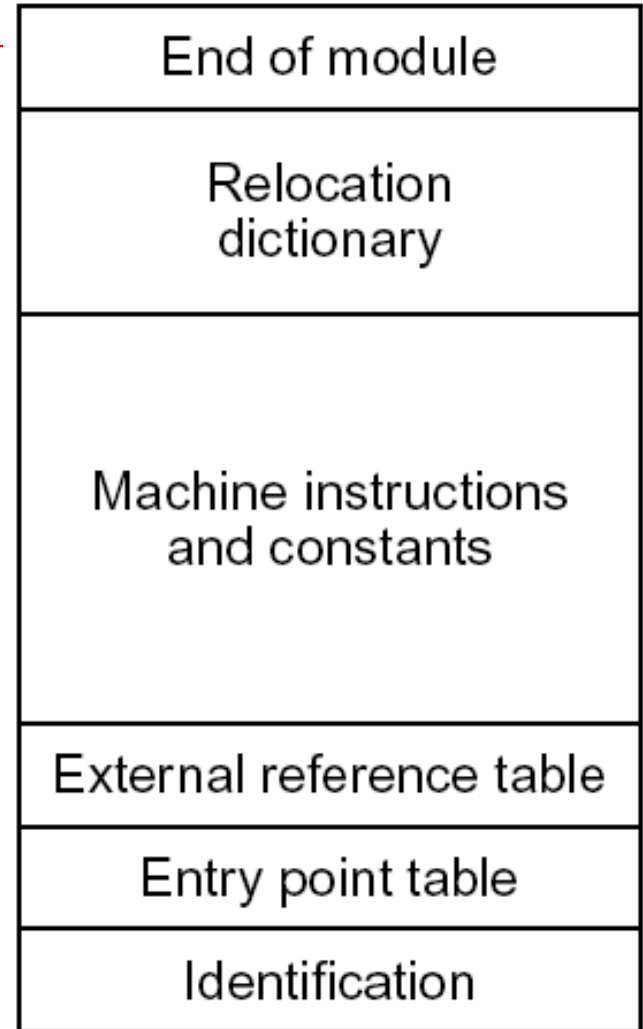 End of module
Relocation
dictionary
Machine instructions
and constants
External reference table
Entry point table
Identification